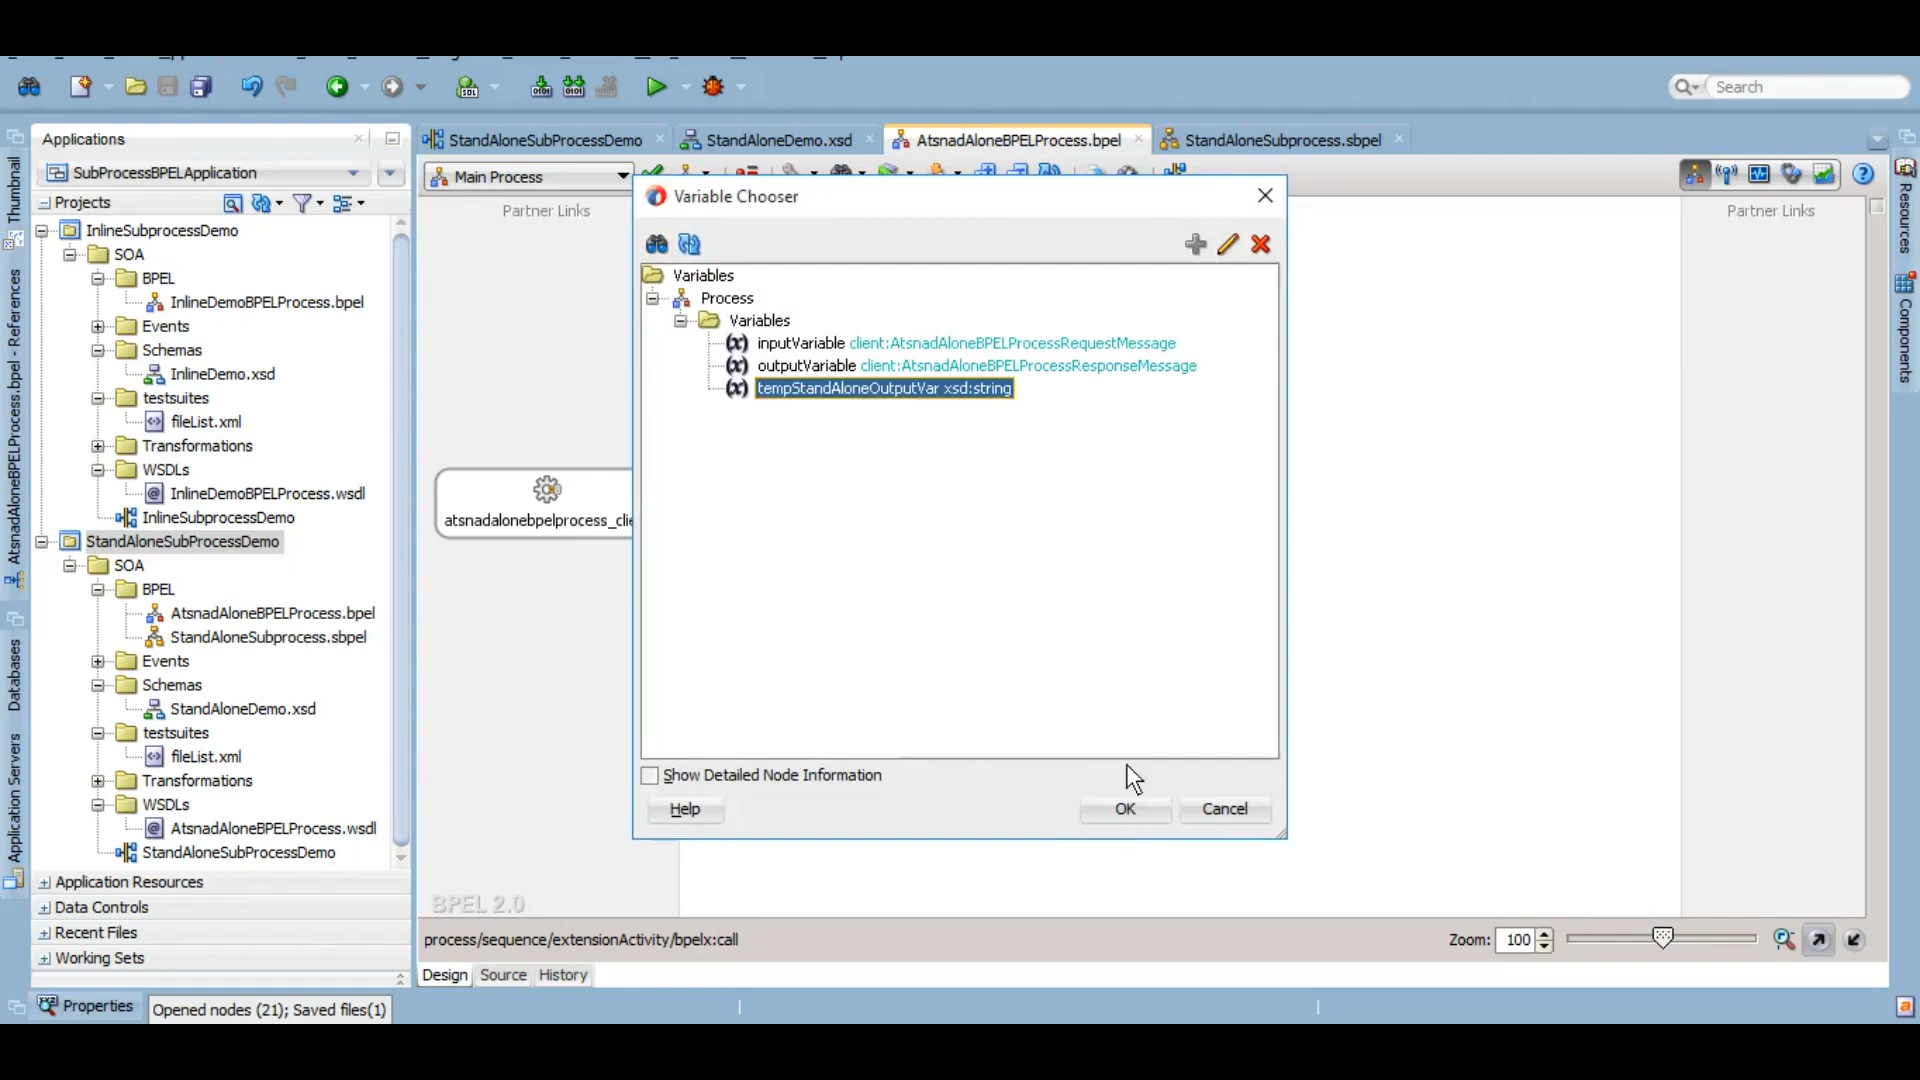 Search
Applications
StandAloneSubProcessDemo
StandAloneDemo.xsd
AtsnadAloneBPELProcess.bpel
StandAloneSubprocess.sbpel
SubProcessBPELApplication
Main Process
Projects
Partner Links
Partner Links
Variable Chooser
InlineSubprocessDemo
SOA
BPEL
InlineDemoBPELProcess.bpel
Events
Schemas
InlineDemo.xsd
testsuites
fileList.xml
Transformations
WSDLs
InlineDemoBPELProcess.wsdl
InlineSubprocessDemo
StandAloneSubProcessDemo
SOA
BPEL
AtsnadAloneBPELProcess.bpel
StandAloneSubprocess.sbpel
Events
Schemas
StandAloneDemo.xsd
testsuites
fileList.xml
Transformations
WSDLs
AtsnadAloneBPELProcess.wsdl
StandAloneSubProcessDemo
Application Resources
Data Controls
Recent Files
Working Sets
Variables
Process
Variables
inputVariable client:AtsnadAloneBPELProcessRequestMessage
outputVariable client:AtsnadAloneBPELProcessResponseMessage
tempStandAloneOutputVar xsd:string
atsnadalonebpelprocess_clie
Show Detailed Node Information
Help
OK
Cancel
BPEL 2.0
process/sequence/extensionActivity/bpelx:call
Zoom: 100
Design
Source
History
Properties
Opened nodes (21); Saved files(1)
Thumbnail
AtsnadAloneBPELProcess.bpel - References
Databases
Application Servers
Resources
Components